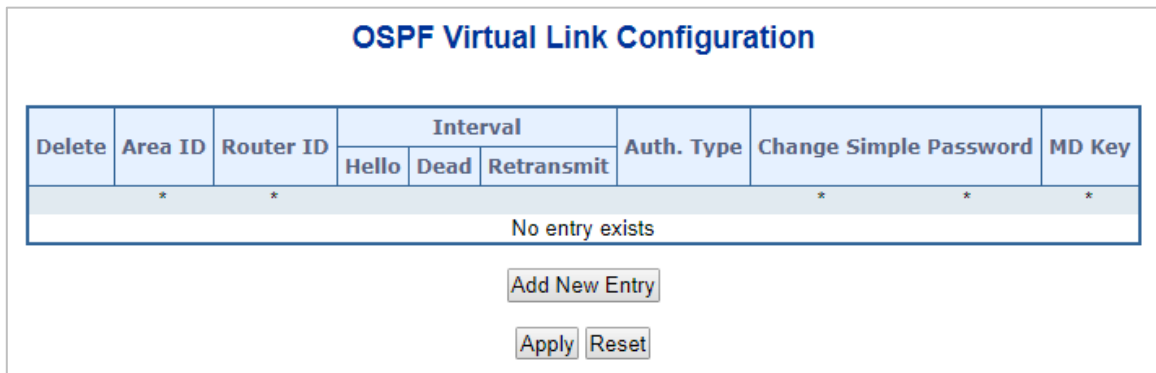 OSPF Virtual Link Configuration
Delete Area ID Router ID Interval Auth. Type Change Simple Password MD Key
Hello Dead Retransmit
* * * * *
No entry exists
Add New Entry
Apply Reset